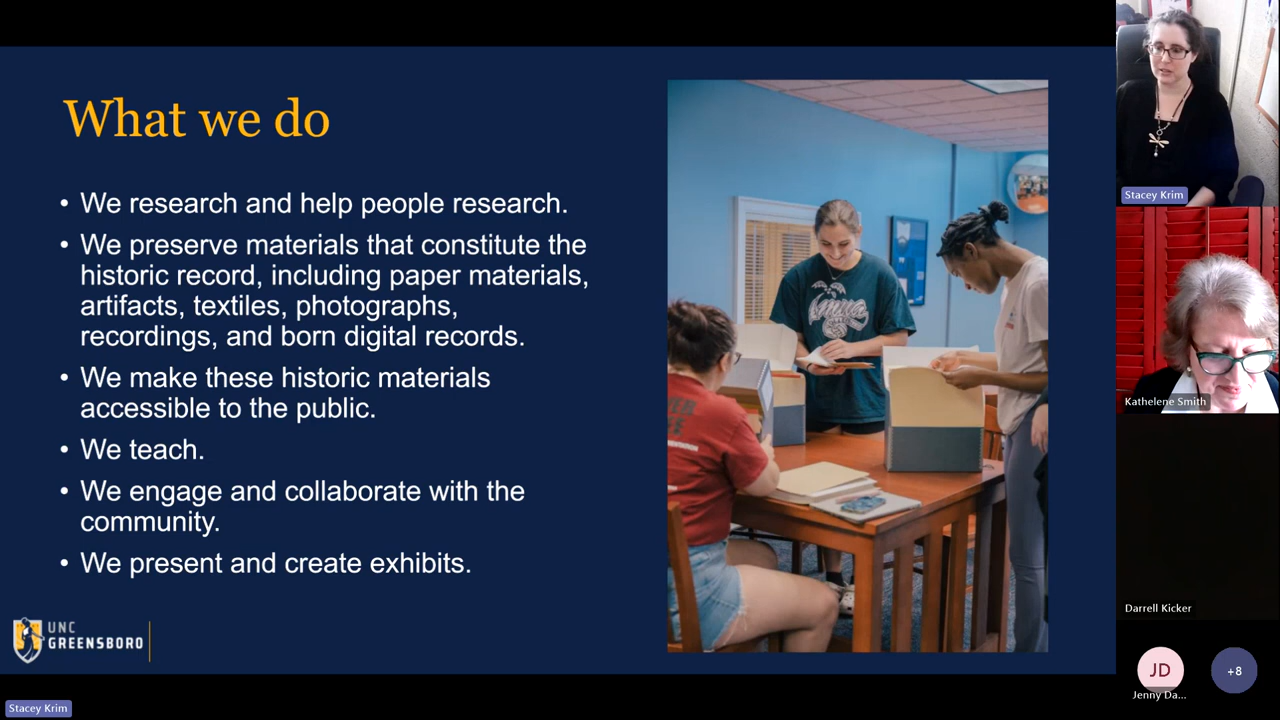 What we do
• We research and help people research.
• We preserve materials that constitute the
historic record, including paper materials,
artifacts, textiles, photographs,
recordings, and born digital records.
• We make these historic materials
accessible to the public.
• We teach.
• We engage and collaborate with the
community.
• We present and create exhibits.
UNC
GREENSBORO
Stacey Krim
Stacey Krim
Kathelene Smith
Darrell Kicker
JD
Jenny Da...
+8